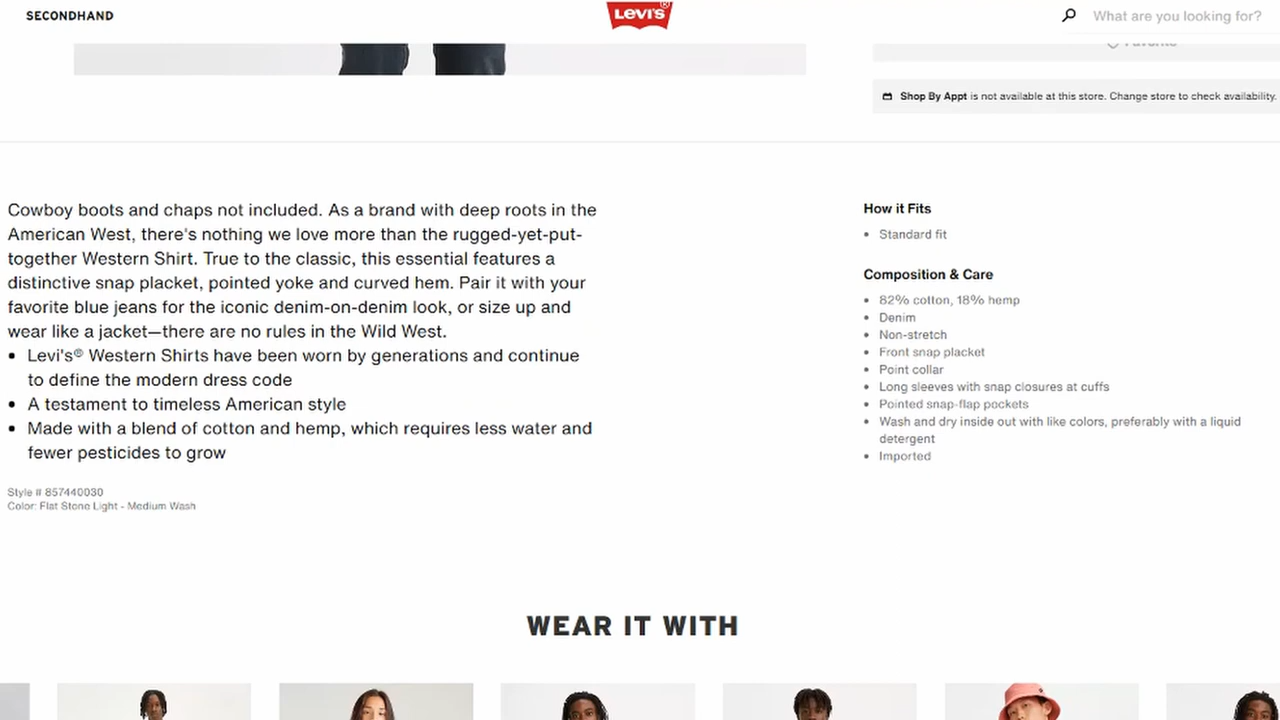 SECONDHAND
LEVI'S®
What are you looking for?
Favorite
Shop By Appt is not available at this store. Change store to check availability.
Cowboy boots and chaps not included. As a brand with deep roots in the
American West, there's nothing we love more than the rugged-yet-put-
together Western Shirt. True to the classic, this essential features a
distinctive snap placket, pointed yoke and curved hem. Pair it with your
favorite blue jeans for the iconic denim-on-denim look, or size up and
wear like a jacket—there are no rules in the Wild West.
• Levi's® Western Shirts have been worn by generations and continue
to define the modern dress code
• A testament to timeless American style
• Made with a blend of cotton and hemp, which requires less water and
fewer pesticides to grow
Style # 857440030
Color: Flat Stone Light - Medium Wash
How it Fits
• Standard fit
Composition & Care
• 82% cotton, 18% hemp
• Denim
• Non-stretch
• Front snap placket
• Point collar
• Long sleeves with snap closures at cuffs
• Pointed snap-flap pockets
• Wash and dry inside out with like colors, preferably with a liquid
detergent
• Imported
WEAR IT WITH